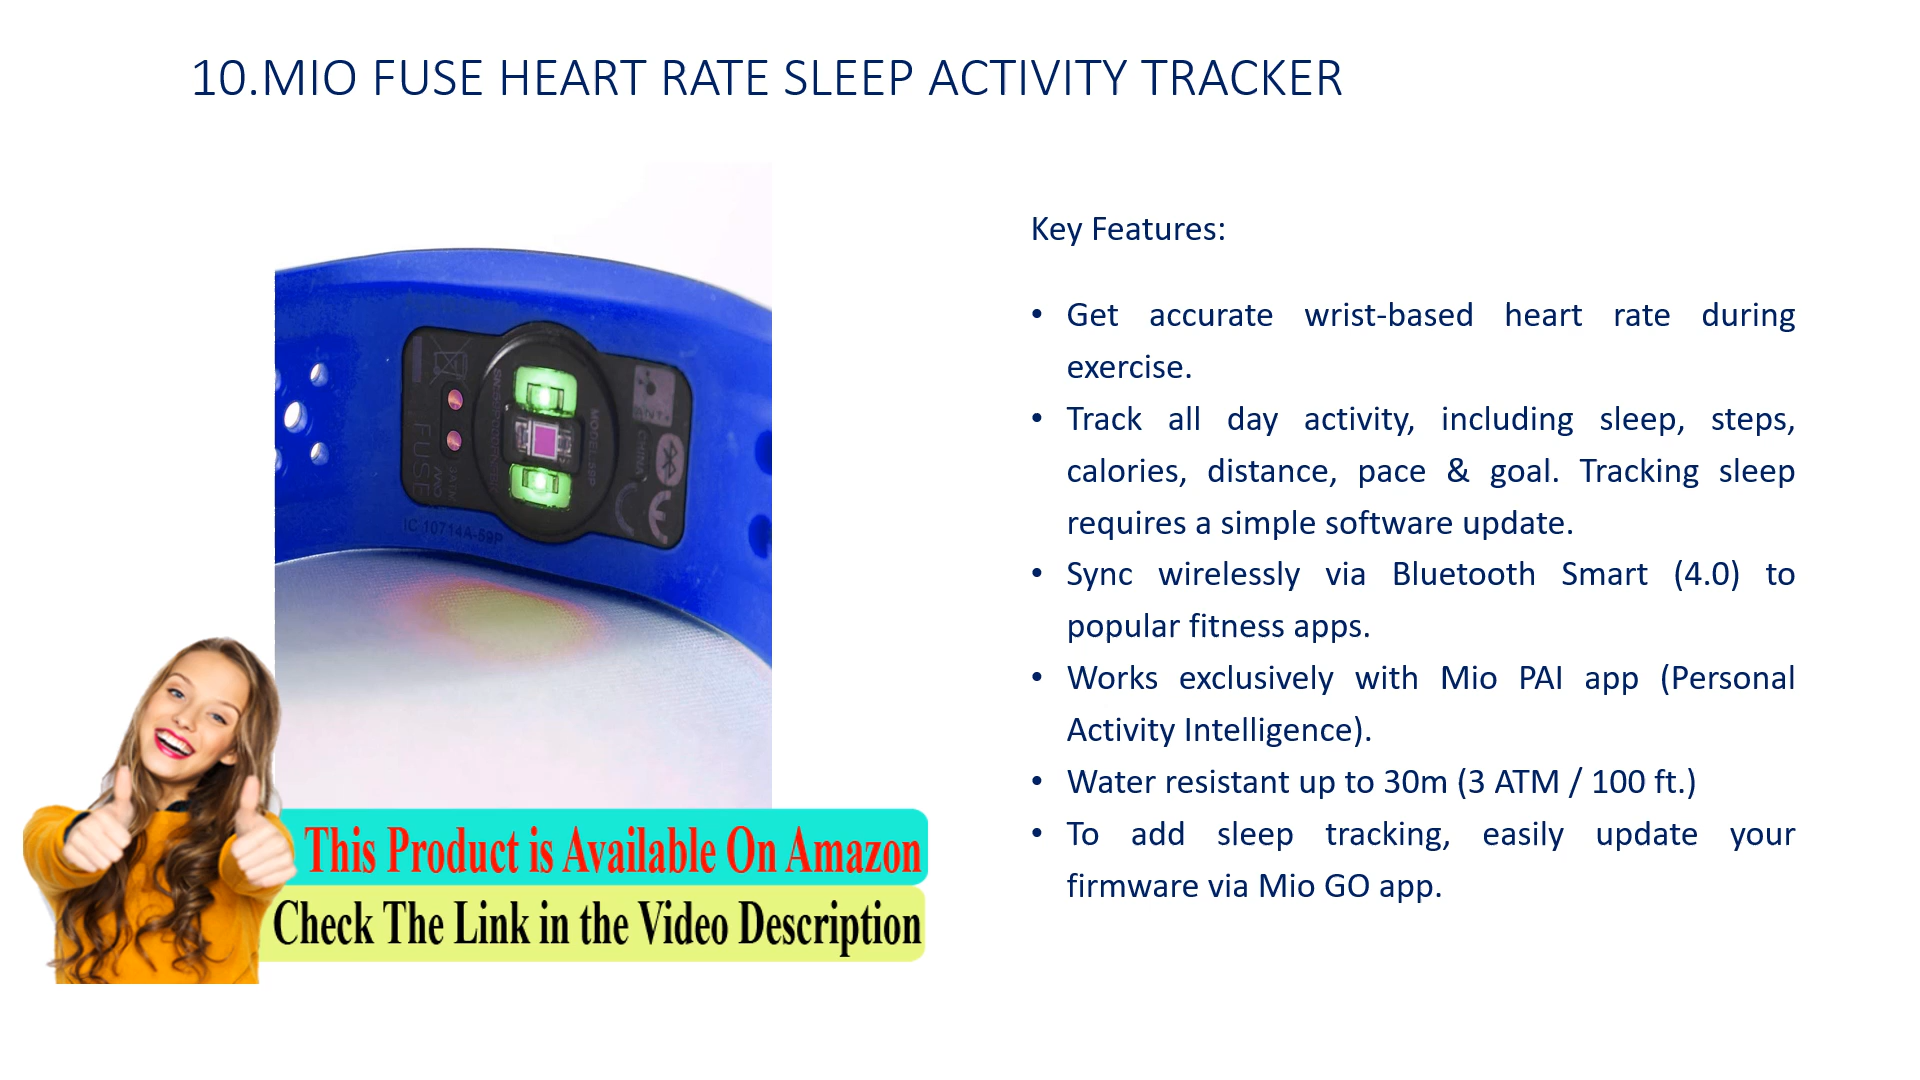 10.MIO FUSE HEART RATE SLEEP ACTIVITY TRACKER
Key Features:
• Get accurate wrist-based heart rate during
exercise.
• Track all day activity, including sleep, steps,
calories, distance, pace & goal. Tracking sleep
requires a simple software update.
• Sync wirelessly via Bluetooth Smart (4.0) to
popular fitness apps.
• Works exclusively with Mio PAI app (Personal
Activity Intelligence).
• Water resistant up to 30m (3 ATM / 100 ft.)
• To add sleep tracking, easily update your
firmware via Mio GO app.
FUSE
MODEL:59P
CHINA
IC 10714A-59P
This Product is Available On Amazon
Check The Link in the Video Description